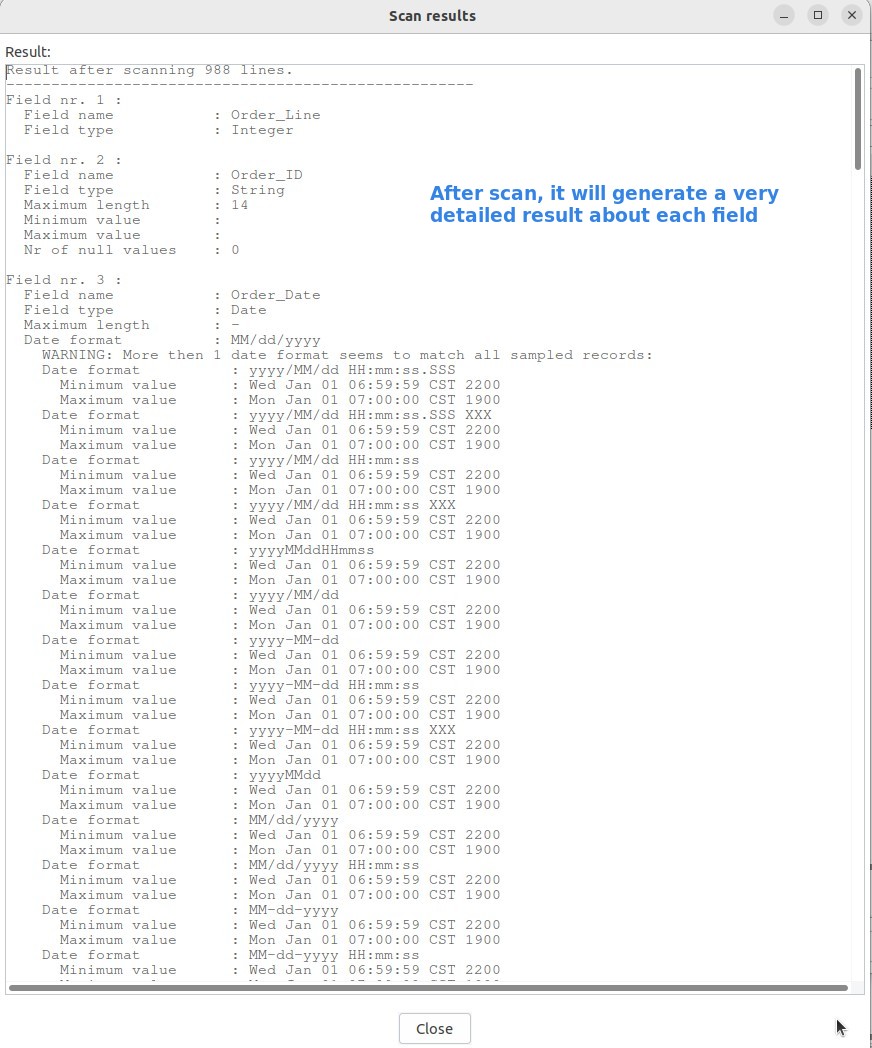 Scan results
Result:
Result after scanning 988 lines.
----------------------------------------------------
Field nr. 1 :
Field name : Order_Line
Field type : Integer
Field nr. 2 :
Field name : Order_ID
Field type : String
Maximum length : 14
Minimum value :
Maximum value :
Nr of null values : 0
After scan, it will generate a very
detailed result about each field
Field nr. 3 :
Field name : Order_Date
Field type : Date
Maximum length : -
Date format : MM/dd/yyyy
WARNING: More then 1 date format seems to match all sampled records:
Date format : yyyy/MM/dd HH:mm:ss.SSS
Minimum value : Wed Jan 01 06:59:59 CST 2200
Maximum value : Mon Jan 01 07:00:00 CST 1900
Date format : yyyy/MM/dd HH:mm:ss.SSS XXX
Minimum value : Wed Jan 01 06:59:59 CST 2200
Maximum value : Mon Jan 01 07:00:00 CST 1900
Date format : yyyy/MM/dd HH:mm:ss
Minimum value : Wed Jan 01 06:59:59 CST 2200
Maximum value : Mon Jan 01 07:00:00 CST 1900
Date format : yyyy/MM/dd HH:mm:ss XXX
Minimum value : Wed Jan 01 06:59:59 CST 2200
Maximum value : Mon Jan 01 07:00:00 CST 1900
Date format : yyyyMMddHHmmss
Minimum value : Wed Jan 01 06:59:59 CST 2200
Maximum value : Mon Jan 01 07:00:00 CST 1900
Date format : yyyy/MM/dd
Minimum value : Wed Jan 01 06:59:59 CST 2200
Maximum value : Mon Jan 01 07:00:00 CST 1900
Date format : yyyy-MM-dd
Minimum value : Wed Jan 01 06:59:59 CST 2200
Maximum value : Mon Jan 01 07:00:00 CST 1900
Date format : yyyy-MM-dd HH:mm:ss
Minimum value : Wed Jan 01 06:59:59 CST 2200
Maximum value : Mon Jan 01 07:00:00 CST 1900
Date format : yyyy-MM-dd HH:mm:ss XXX
Minimum value : Wed Jan 01 06:59:59 CST 2200
Maximum value : Mon Jan 01 07:00:00 CST 1900
Date format : yyyyMMdd
Minimum value : Wed Jan 01 06:59:59 CST 2200
Maximum value : Mon Jan 01 07:00:00 CST 1900
Date format : MM/dd/yyyy
Minimum value : Wed Jan 01 06:59:59 CST 2200
Maximum value : Mon Jan 01 07:00:00 CST 1900
Date format : MM/dd/yyyy HH:mm:ss
Minimum value : Wed Jan 01 06:59:59 CST 2200
Maximum value : Mon Jan 01 07:00:00 CST 1900
Date format : MM-dd-yyyy
Minimum value : Wed Jan 01 06:59:59 CST 2200
Maximum value : Mon Jan 01 07:00:00 CST 1900
Date format : MM-dd-yyyy HH:mm:ss
Minimum value : Wed Jan 01 06:59:59 CST 2200
Close